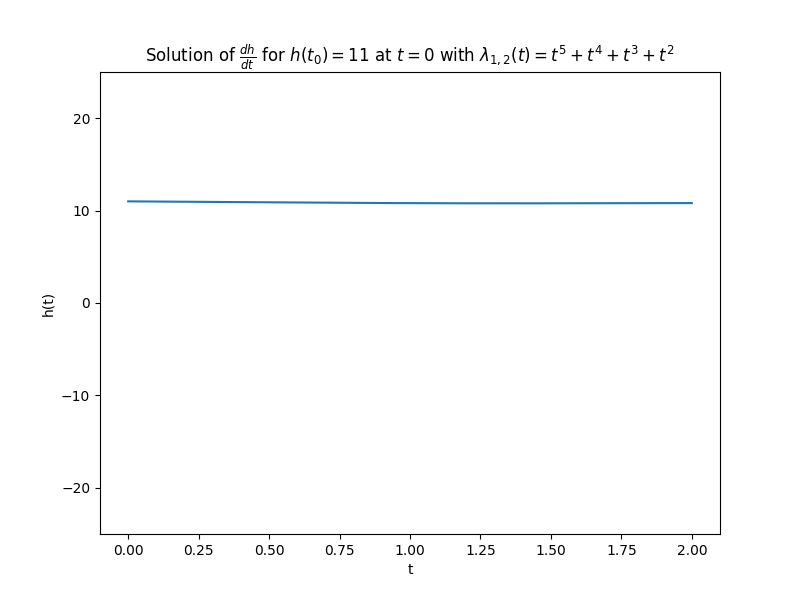 Solution of $\frac{dh}{dt}$ for $h(t_0) = 11$ at $t = 0$ with $\lambda_{1,2}(t) = t^5 + t^4 + t^3 + t^2$
20
10
0
−10
−20
h(t)
0.00 0.25 0.50 0.75 1.00 1.25 1.50 1.75 2.00
t